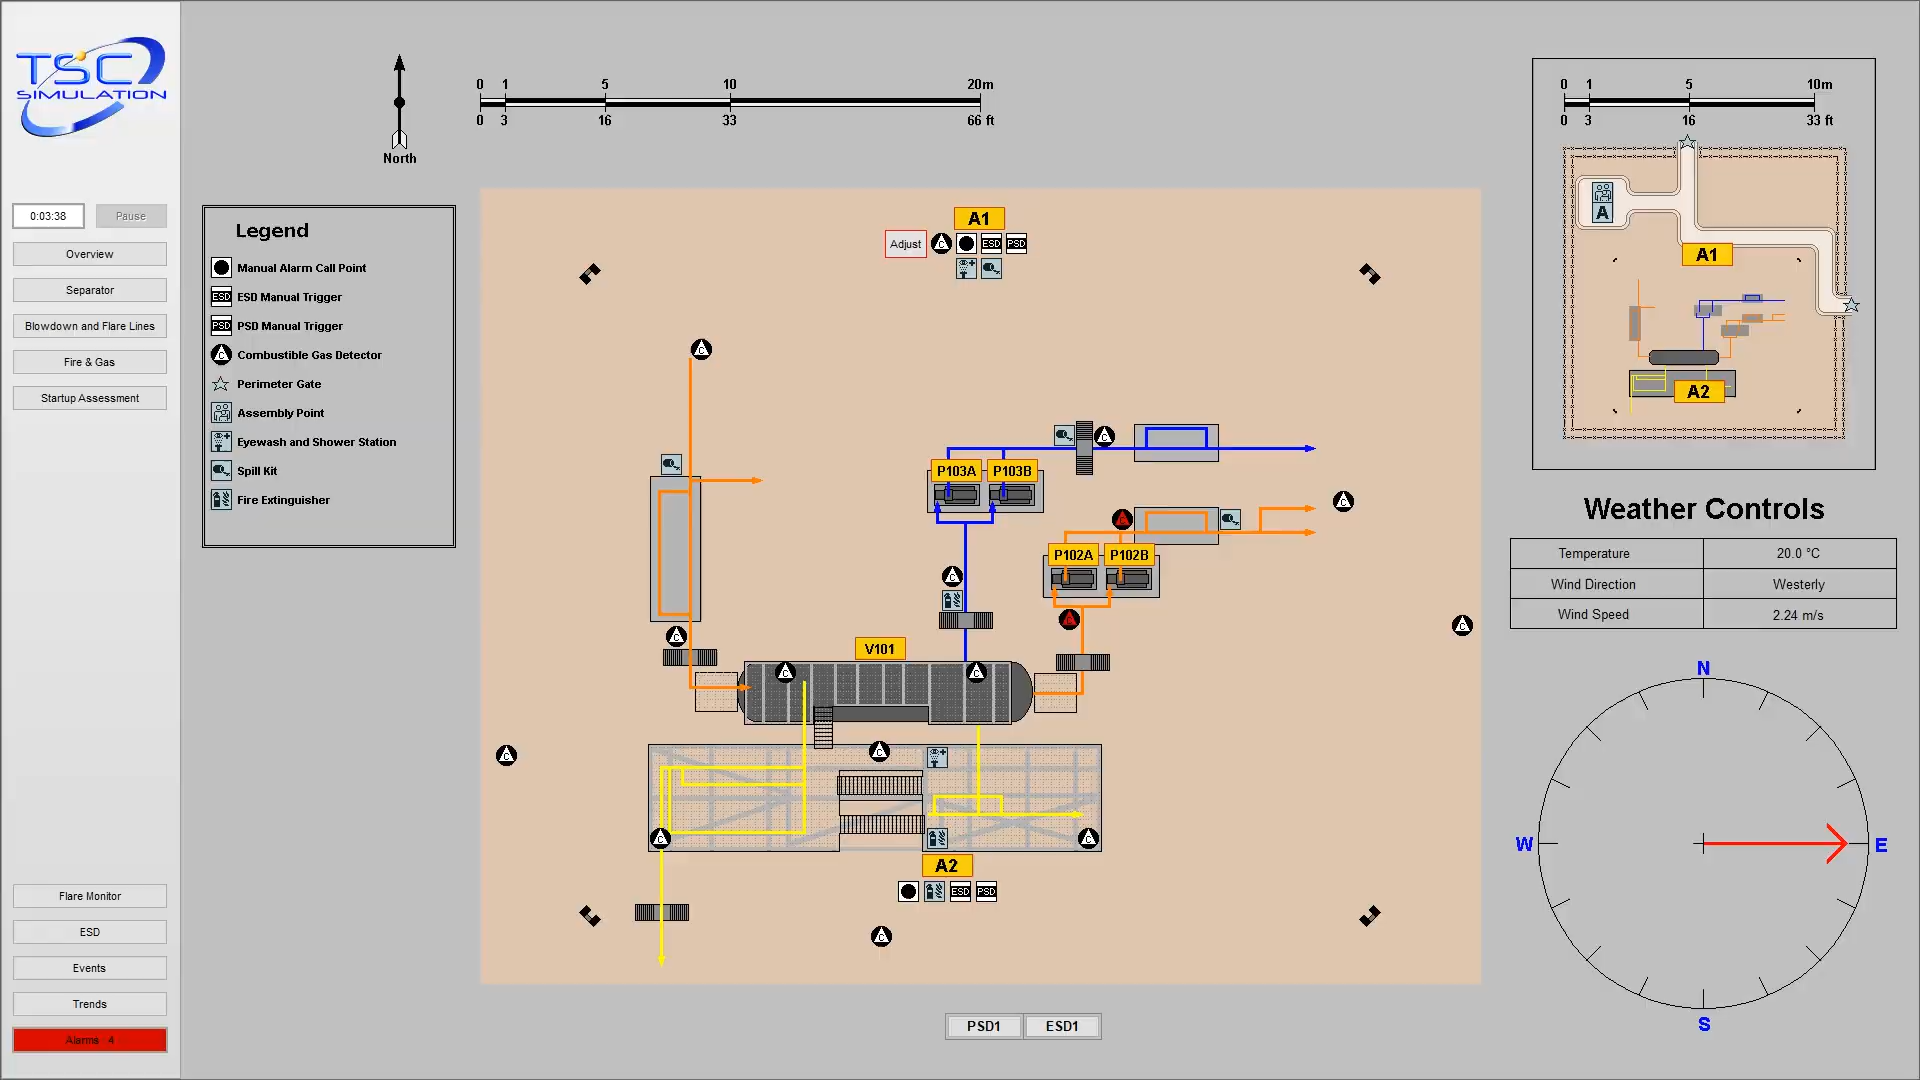 TSC
SIMULATION
0:03:38 Pause
Overview
Separator
Blowdown and Flare Lines
Fire & Gas
Startup Assessment
Flare Monitor
ESD
Events
Trends
Alarms 4
North
0 1 5 10 20m
0 3 16 33 66 ft
Legend
Manual Alarm Call Point
ESD ESD Manual Trigger
PSD PSD Manual Trigger
C Combustible Gas Detector
Perimeter Gate
Assembly Point
Eyewash and Shower Station
Spill Kit
Fire Extinguisher
A1
Adjust C ESD PSD
C
C
P103A P103B
C
C
P102A P102B
C
C
C
C
C
V101
C C
C
C
C C
A2
ESD PSD
C
PSD1 ESD1
0 1 5 10m
0 3 16 33 ft
A
A1
A2
Weather Controls
Temperature 20.0 °C
Wind Direction Westerly
Wind Speed 2.24 m/s
N
W E
S